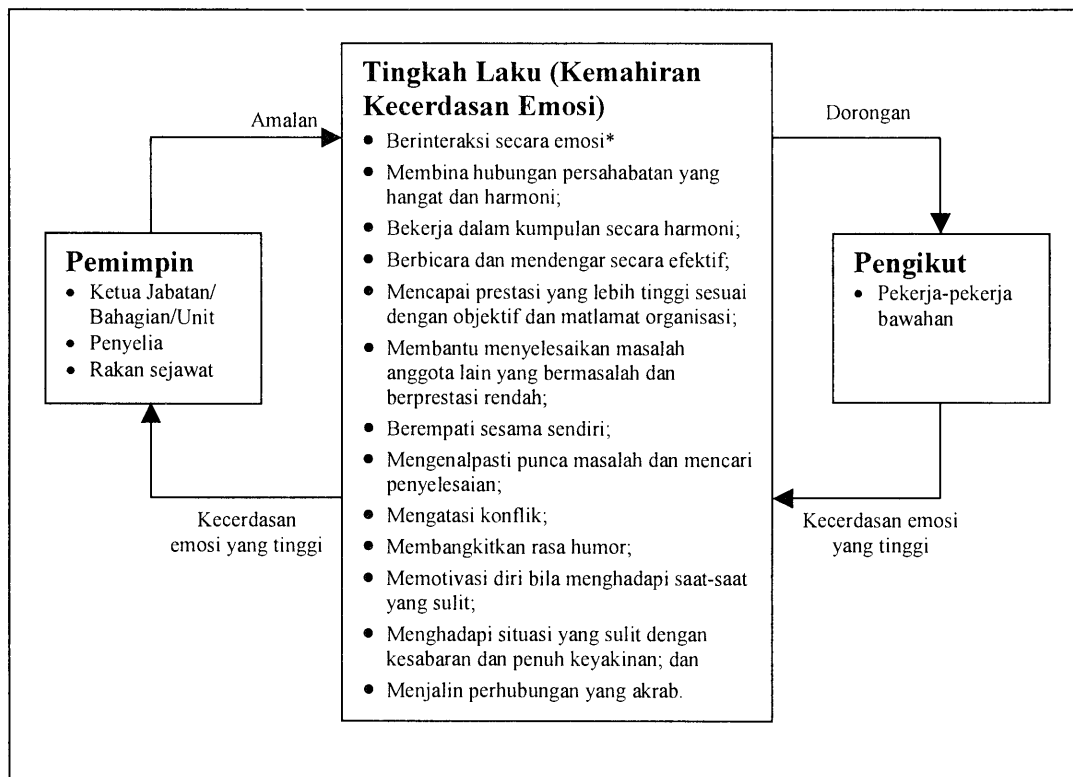 Amalan
Pemimpin
• Ketua Jabatan/
Bahagian/Unit
• Penyelia
• Rakan sejawat
Kecerdasan
emosi yang tinggi
Tingkah Laku (Kemahiran
Kecerdasan Emosi)
• Berinteraksi secara emosi*
• Membina hubungan persahabatan yang
hangat dan harmoni;
• Bekerja dalam kumpulan secara harmoni;
• Berbicara dan mendengar secara efektif;
• Mencapai prestasi yang lebih tinggi sesuai
dengan objektif dan matlamat organisasi;
• Membantu menyelesaikan masalah
anggota lain yang bermasalah dan
berprestasi rendah;
• Berempati sesama sendiri;
• Mengenalpasti punca masalah dan mencari
penyelesaian;
• Mengatasi konflik;
• Membangkitkan rasa humor;
• Memotivasi diri bila menghadapi saat-saat
yang sulit;
• Menghadapi situasi yang sulit dengan
kesabaran dan penuh keyakinan; dan
• Menjalin perhubungan yang akrab.
Dorongan
Pengikut
• Pekerja-pekerja
bawahan
Kecerdasan emosi
yang tinggi